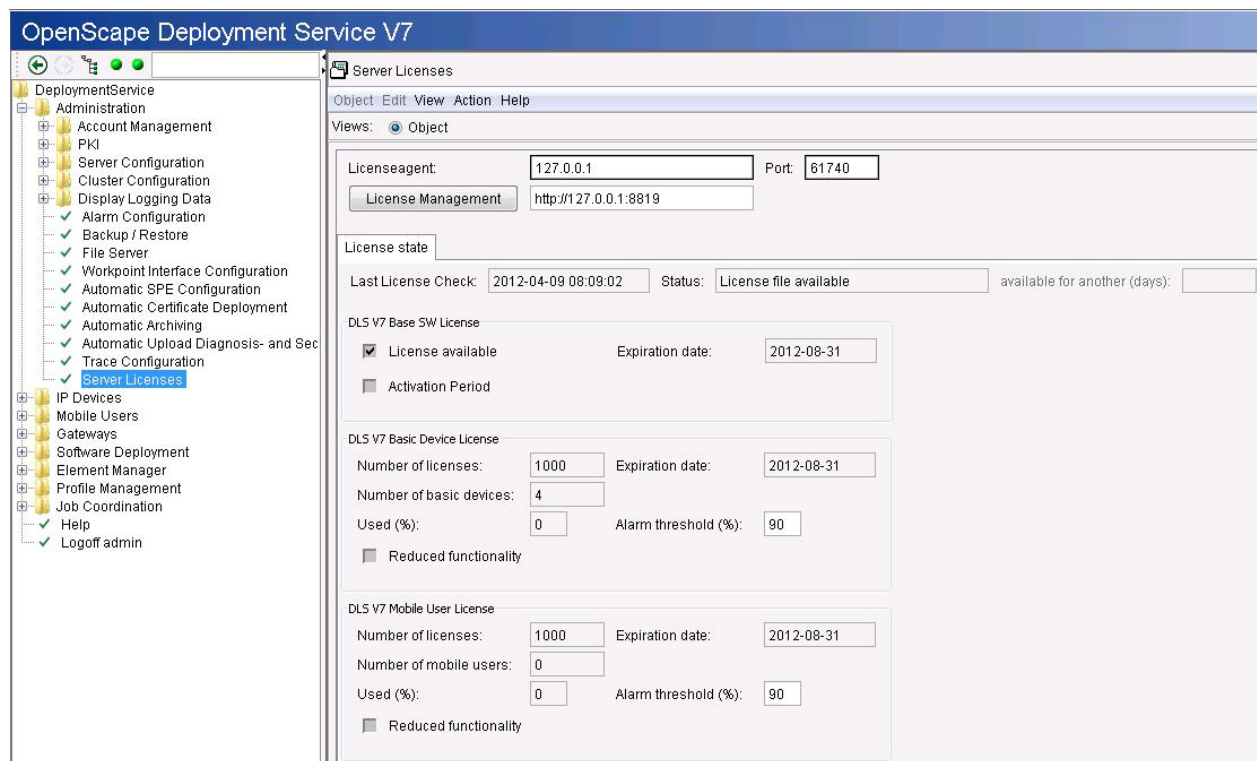 OpenScape Deployment Service V7
DeploymentService
Administration
Account Management
PKI
Server Configuration
Cluster Configuration
Display Logging Data
Alarm Configuration
Backup / Restore
File Server
Workpoint Interface Configuration
Automatic SPE Configuration
Automatic Certificate Deployment
Automatic Archiving
Automatic Upload Diagnosis- and Sec
Trace Configuration
Server Licenses
IP Devices
Mobile Users
Gateways
Software Deployment
Element Manager
Profile Management
Job Coordination
Help
Logoff admin
Server Licenses
Object Edit View Action Help
Views: Object
Licenseagent: 127.0.0.1 Port: 61740
License Management http://127.0.0.1:8819
License state
Last License Check: 2012-04-09 08:09:02 Status: License file available available for another (days):
DLS V7 Base SW License
License available Expiration date: 2012-08-31
Activation Period
DLS V7 Basic Device License
Number of licenses: 1000 Expiration date: 2012-08-31
Number of basic devices: 4
Used (%): 0 Alarm threshold (%): 90
Reduced functionality
DLS V7 Mobile User License
Number of licenses: 1000 Expiration date: 2012-08-31
Number of mobile users: 0
Used (%): 0 Alarm threshold (%): 90
Reduced functionality